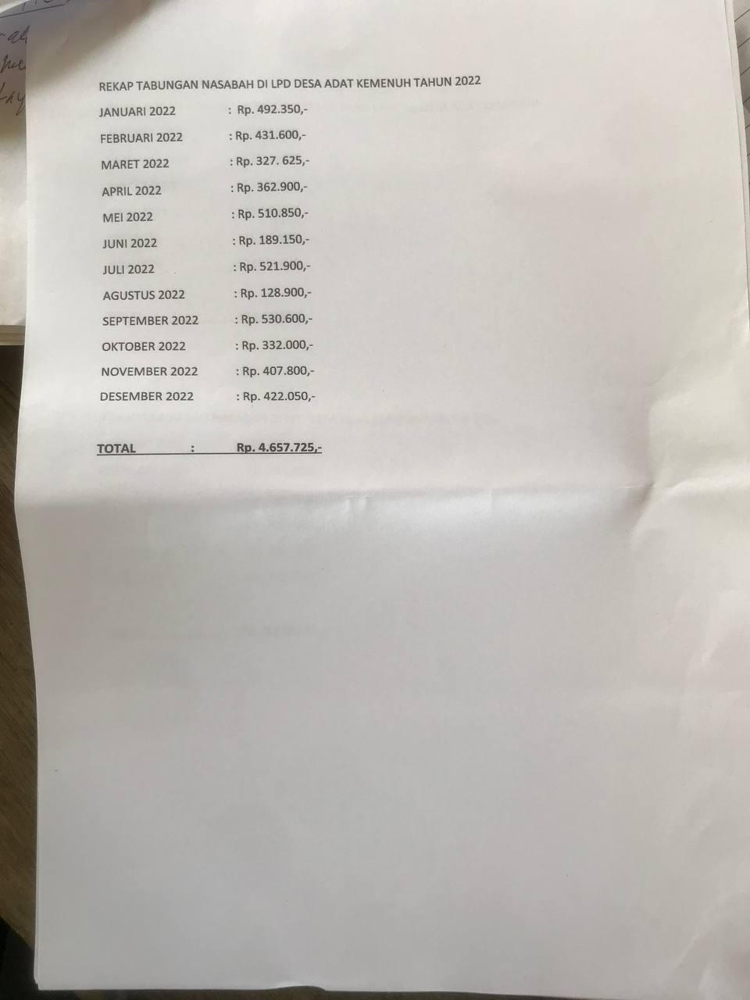 REKAP TABUNGAN NASABAH DI LPD DESA ADAT KEMENUH TAHUN 2022
JANUARI 2022 : Rp. 492.350,-
FEBRUARI 2022 : Rp. 431.600,-
MARET 2022 : Rp. 327. 625,-
APRIL 2022 : Rp. 362.900,-
MEI 2022 : Rp. 510.850,-
JUNI 2022 : Rp. 189.150,-
JULI 2022 : Rp. 521.900,-
AGUSTUS 2022 : Rp. 128.900,-
SEPTEMBER 2022 : Rp. 530.600,-
OKTOBER 2022 : Rp. 332.000,-
NOVEMBER 2022 : Rp. 407.800,-
DESEMBER 2022 : Rp. 422.050,-
TOTAL : Rp. 4.657.725,-